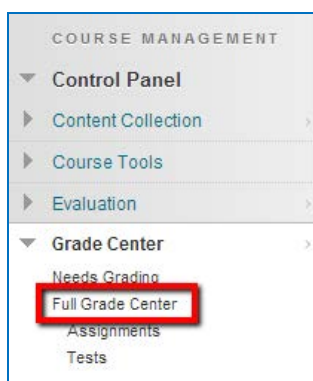 COURSE MANAGEMENT
Control Panel
Content Collection
Course Tools
Evaluation
Grade Center
Needs Grading
Full Grade Center
Assignments
Tests